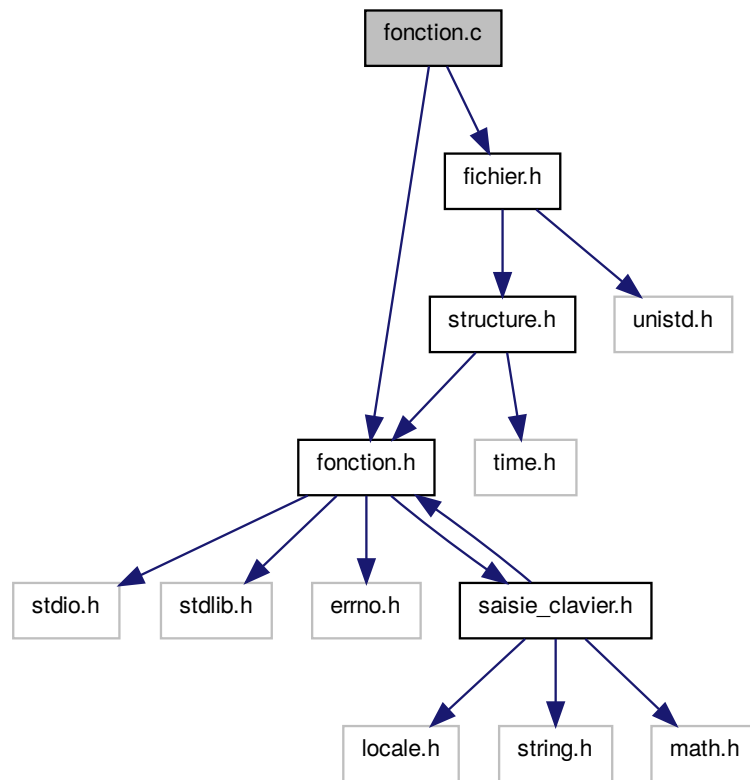 fonction.c
fichier.h
structure.h
unistd.h
fonction.h
time.h
stdio.h
stdlib.h
errno.h
saisie_clavier.h
locale.h
string.h
math.h